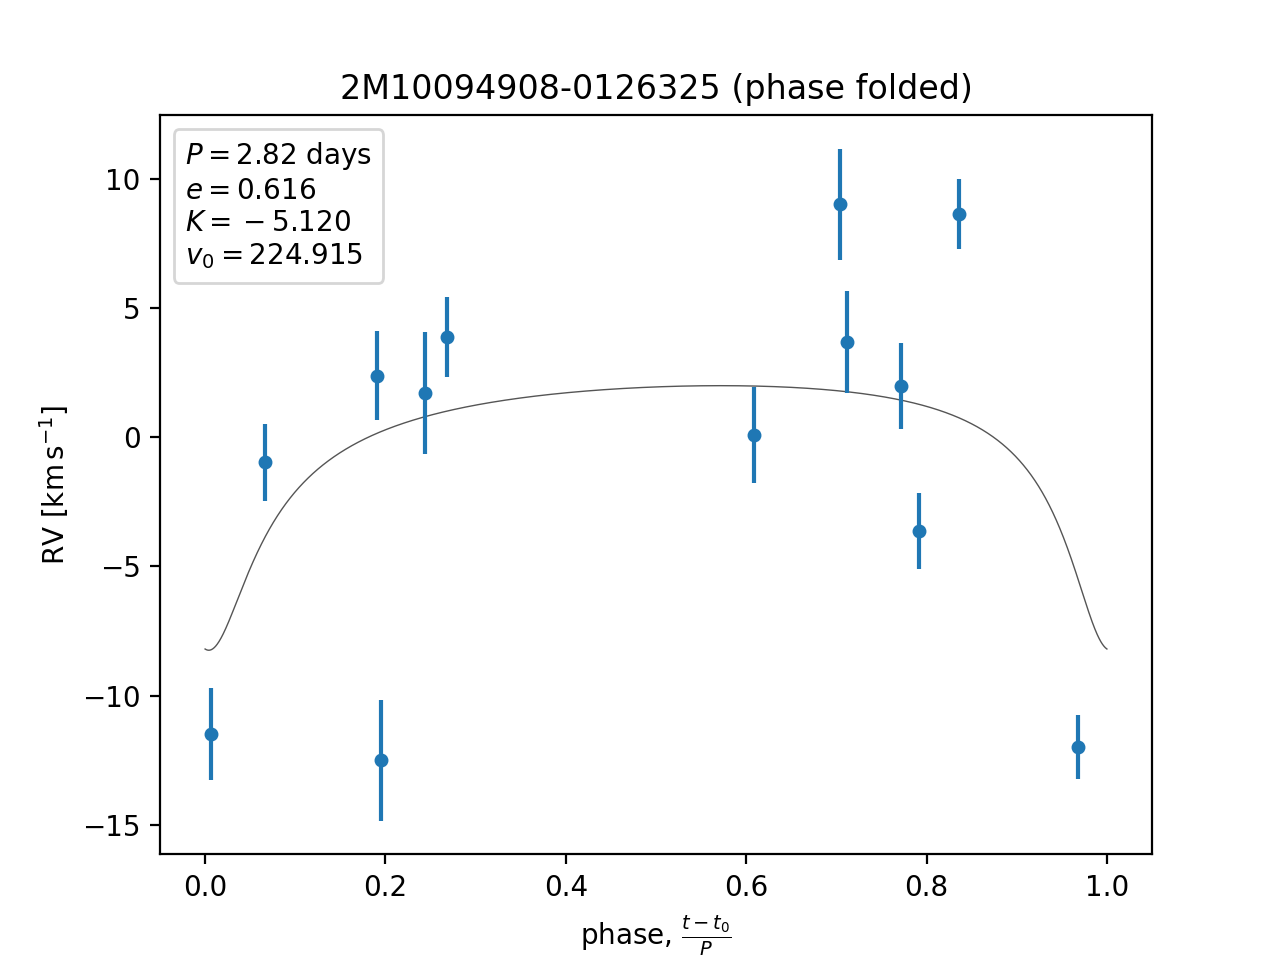 2M10094908-0126325 (phase folded)
P = 2.82 days
e = 0.616
K = −5.120
v₀ = 224.915
RV [km s⁻¹]
10
5
0
−5
−10
−15
0.0 0.2 0.4 0.6 0.8 1.0
phase, (t − t₀)/P